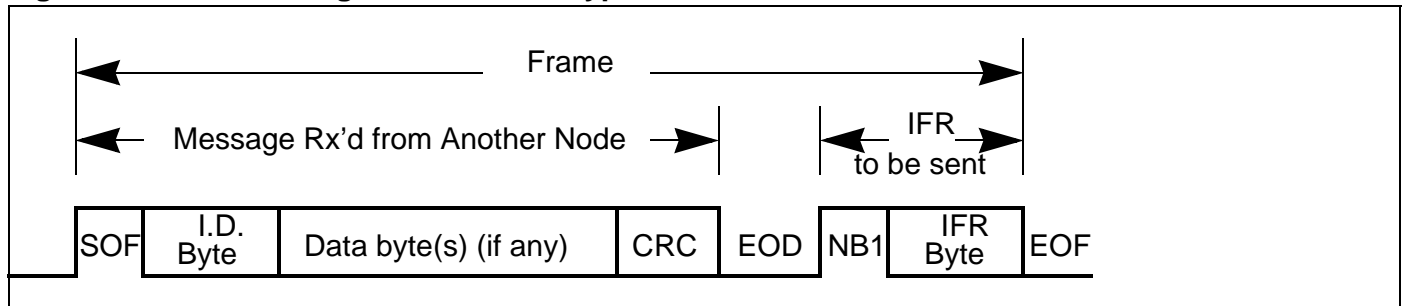 Frame
Message Rx'd from Another Node
IFR
to be sent
SOF
I.D.
Byte
Data byte(s) (if any)
CRC
EOD
NB1
IFR
Byte
EOF